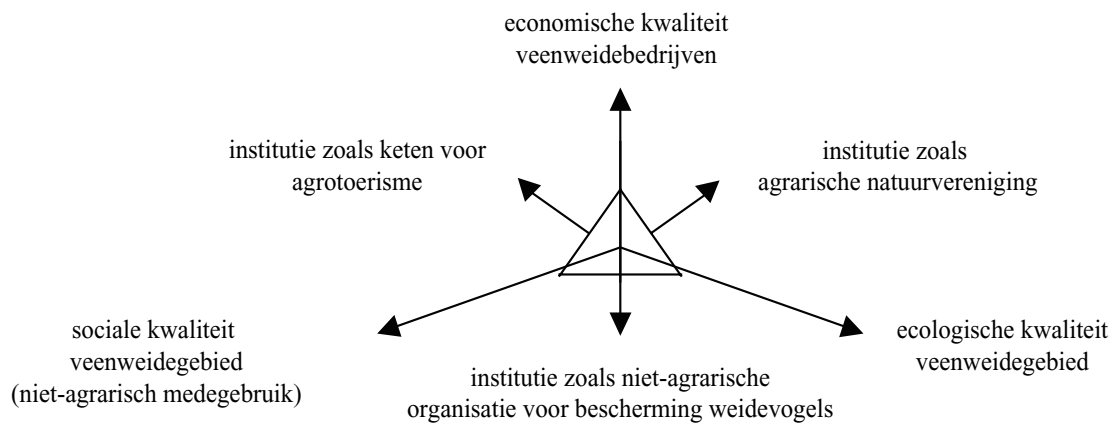 economische kwaliteit
veenweidebedrijven
institutie zoals keten voor
agrotoerisme
institutie zoals
agrarische natuurvereniging
sociale kwaliteit
veenweidegebied
(niet-agrarisch medegebruik)
institutie zoals niet-agrarische
organisatie voor bescherming weidevogels
ecologische kwaliteit
veenweidegebied